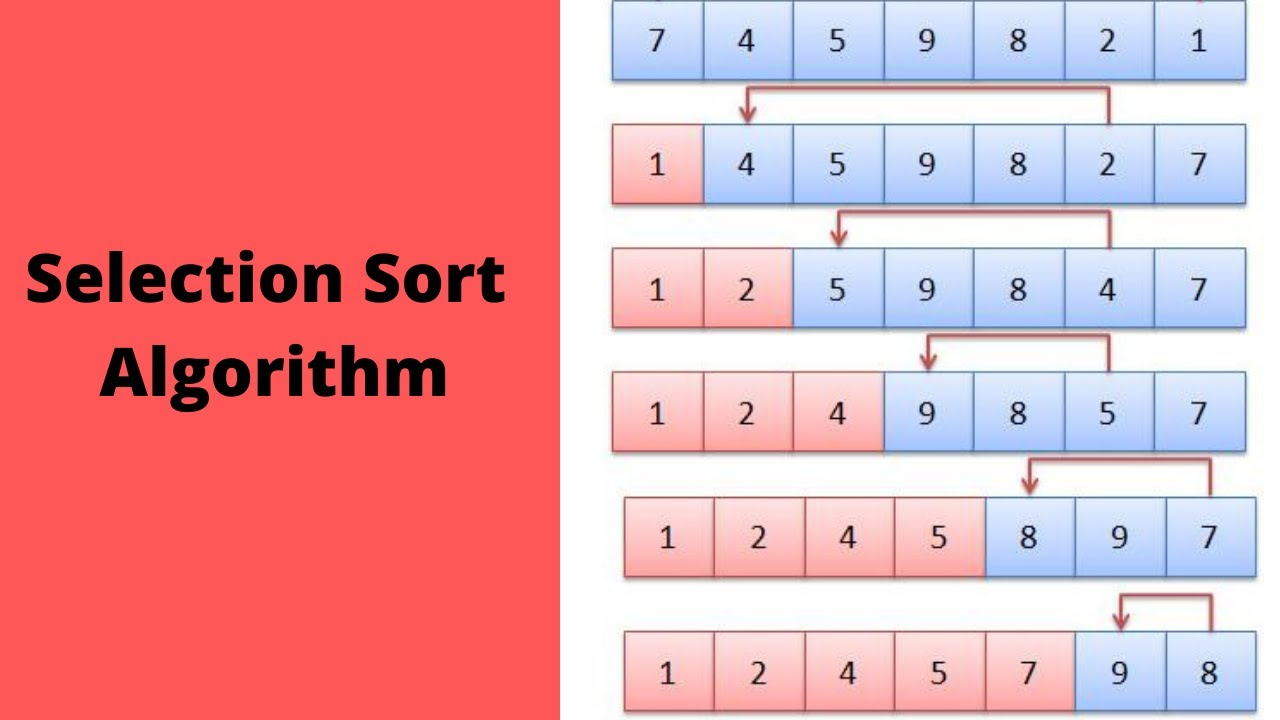 Selection Sort
Algorithm
7 4 5 9 8 2 1
1 4 5 9 8 2 7
1 2 5 9 8 4 7
1 2 4 9 8 5 7
1 2 4 5 8 9 7
1 2 4 5 7 9 8